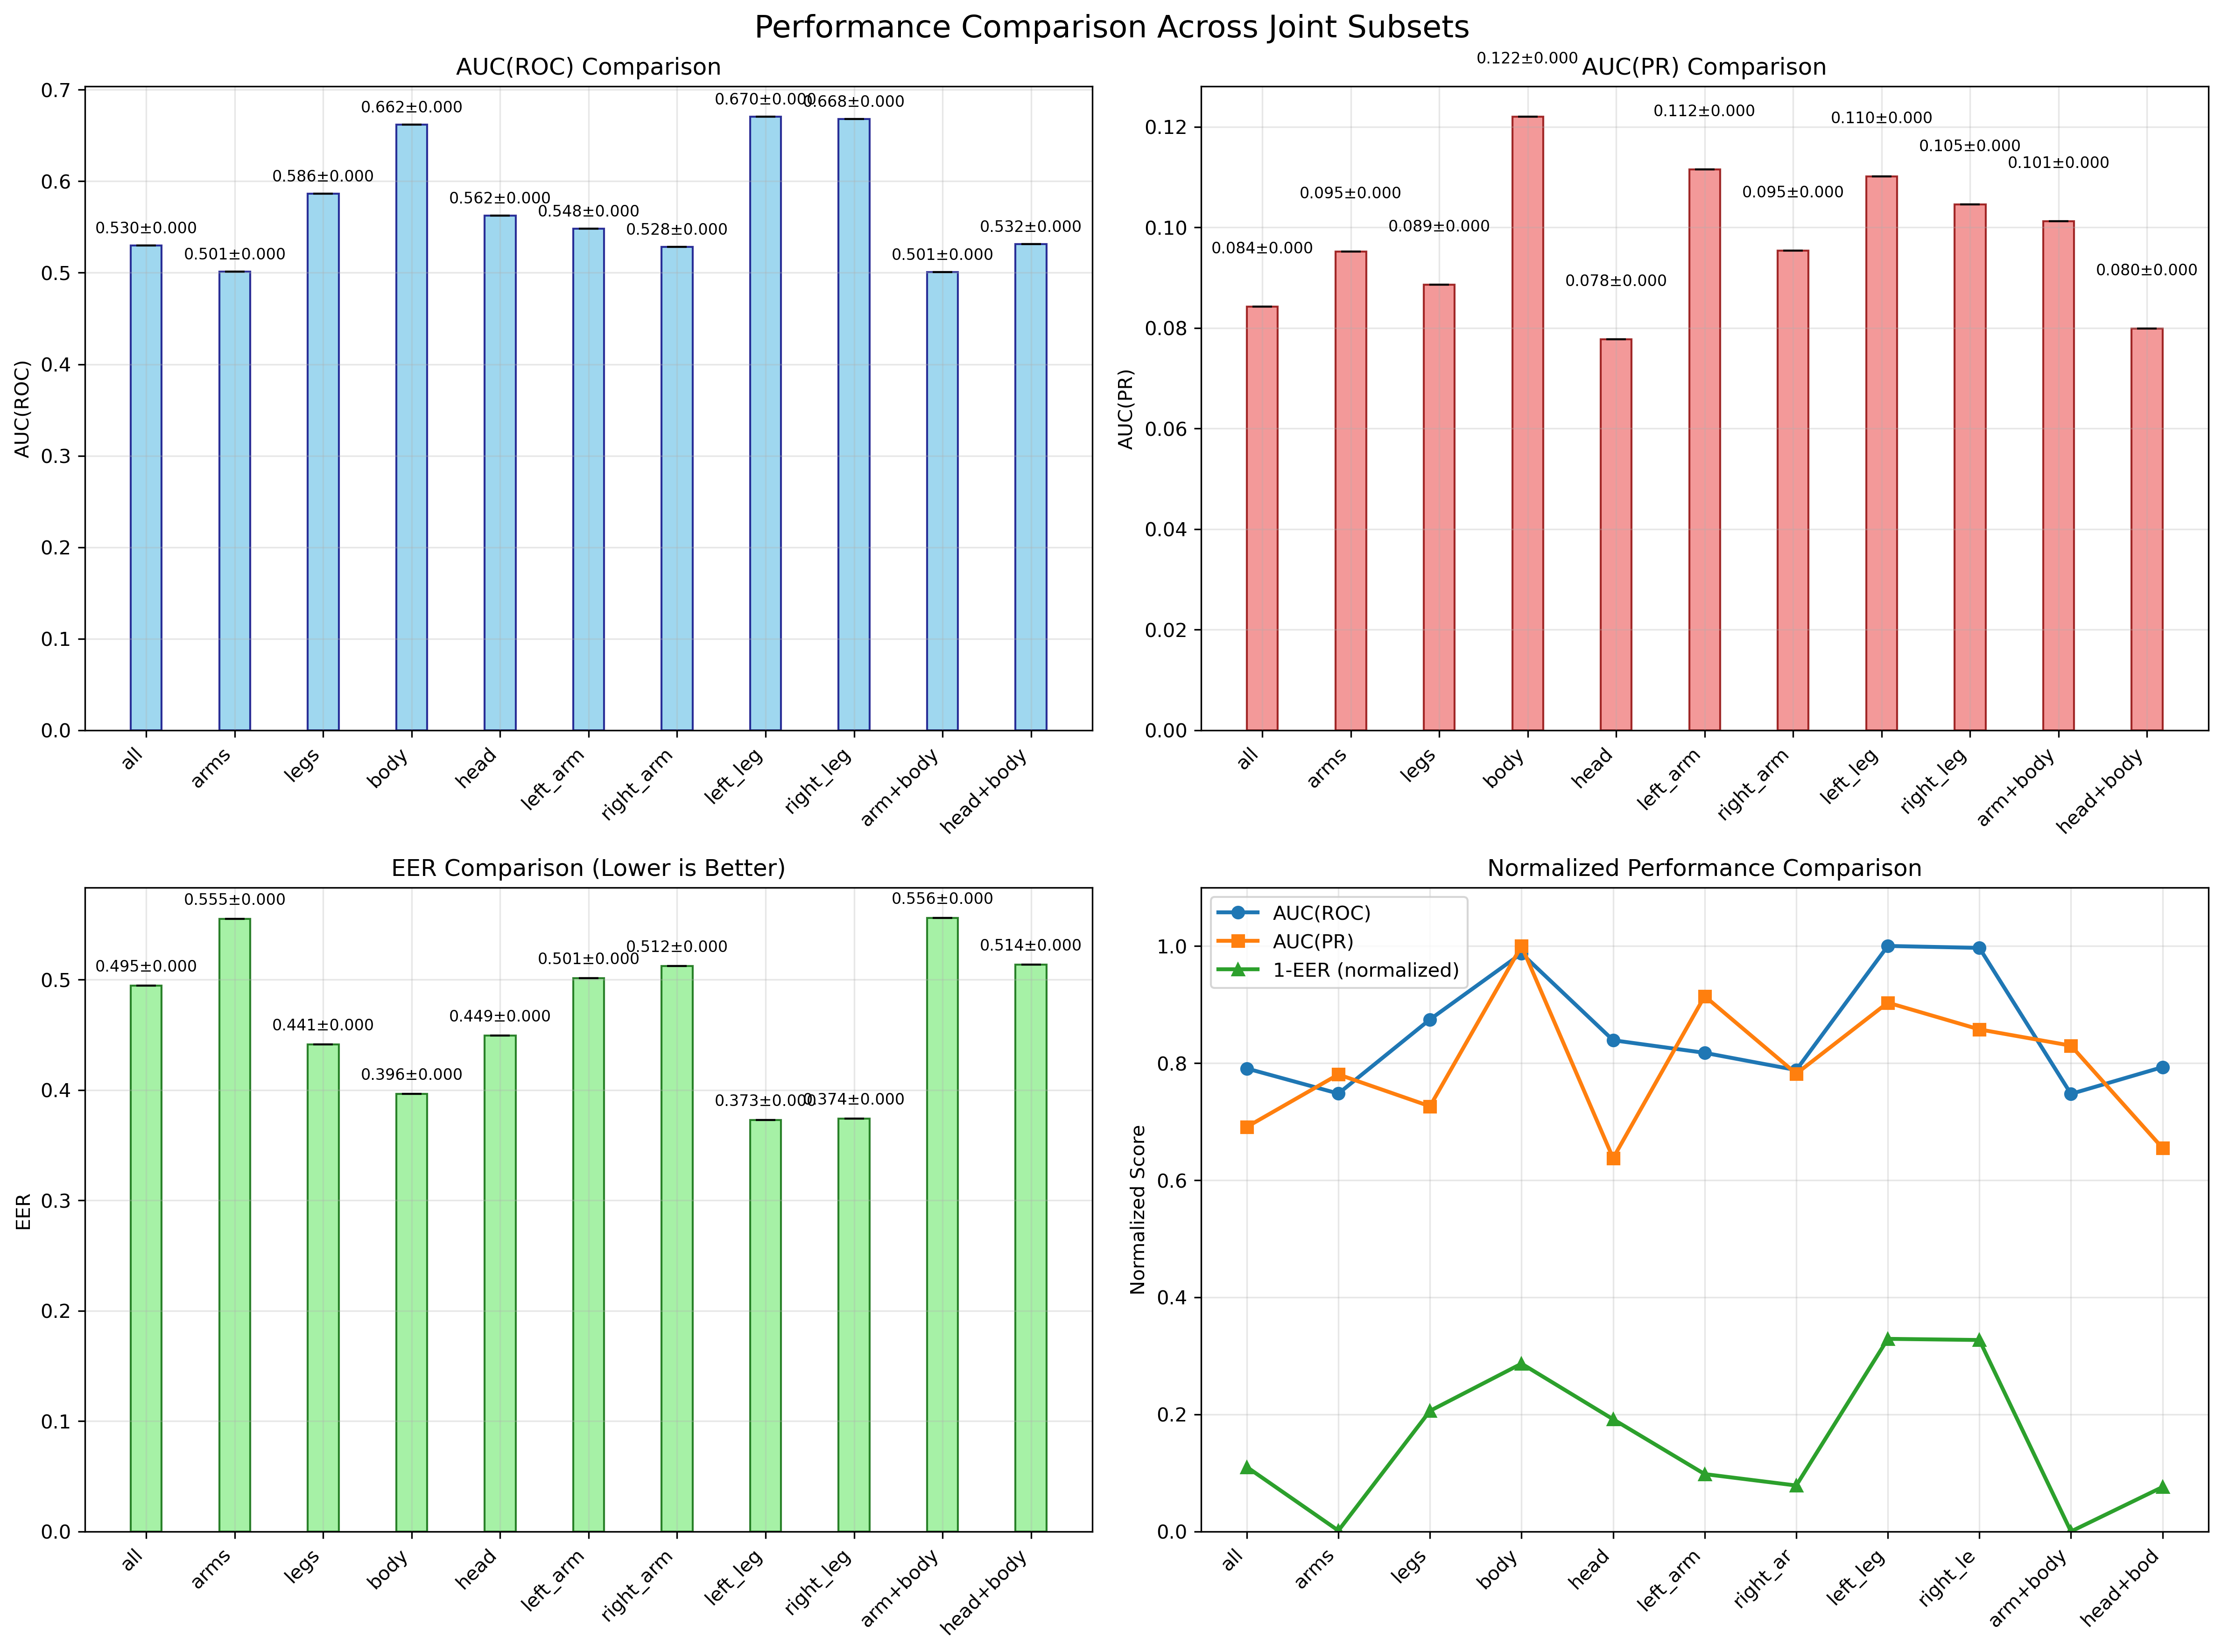 Performance Comparison Across Joint Subsets
AUC(ROC) Comparison
AUC(ROC)
0.7
0.6
0.5
0.4
0.3
0.2
0.1
0.0
0.530±0.000
0.501±0.000
0.586±0.000
0.662±0.000
0.562±0.000
0.548±0.000
0.528±0.000
0.670±0.000
0.668±0.000
0.501±0.000
0.532±0.000
all
arms
legs
body
head
left_arm
right_arm
left_leg
right_leg
arm+body
head+body
AUC(PR) Comparison
AUC(PR)
0.12
0.10
0.08
0.06
0.04
0.02
0.00
0.084±0.000
0.095±0.000
0.089±0.000
0.122±0.000
0.078±0.000
0.112±0.000
0.095±0.000
0.110±0.000
0.105±0.000
0.101±0.000
0.080±0.000
all
arms
legs
body
head
left_arm
right_arm
left_leg
right_leg
arm+body
head+body
EER Comparison (Lower is Better)
EER
0.5
0.4
0.3
0.2
0.1
0.0
0.495±0.000
0.555±0.000
0.441±0.000
0.396±0.000
0.449±0.000
0.501±0.000
0.512±0.000
0.373±0.000
0.374±0.000
0.556±0.000
0.514±0.000
all
arms
legs
body
head
left_arm
right_arm
left_leg
right_leg
arm+body
head+body
Normalized Performance Comparison
Normalized Score
AUC(ROC)
AUC(PR)
1-EER (normalized)
1.0
0.8
0.6
0.4
0.2
0.0
all
arms
legs
body
head
left_arm
right_ar
left_leg
right_le
arm+body
head+bod